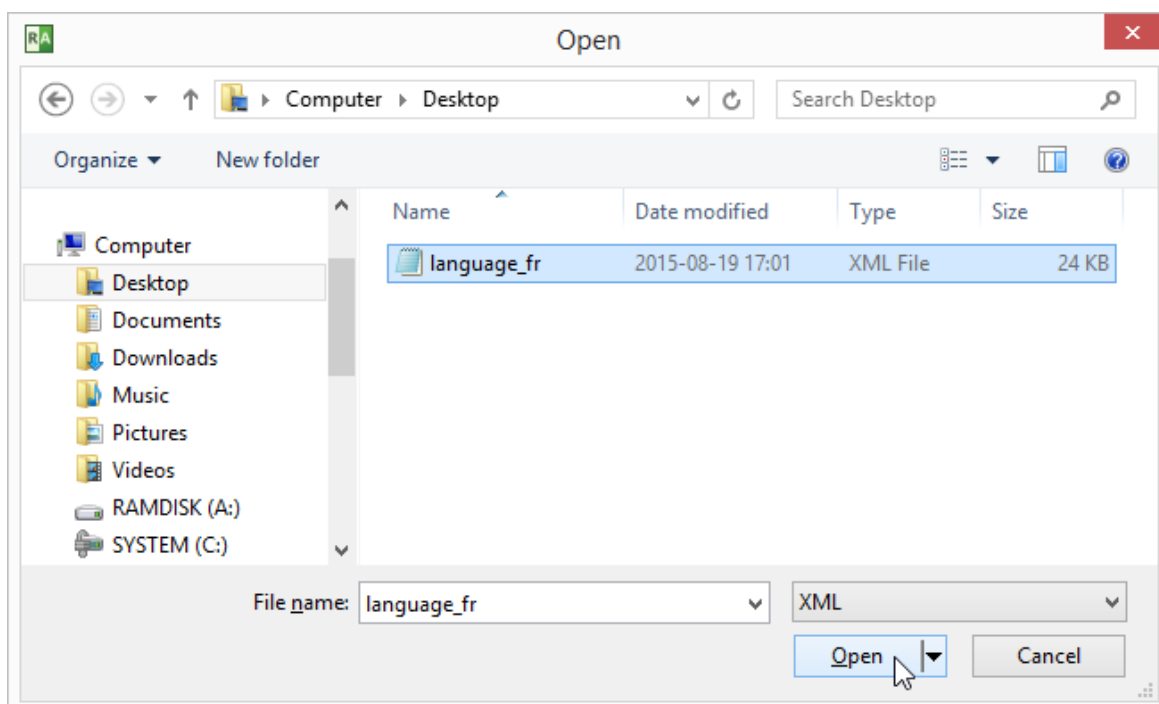 RA Open
Computer Desktop Search Desktop
Organize New folder
Name Date modified Type Size
Computer
language_fr 2015-08-19 17:01 XML File 24 KB
Desktop
Documents
Downloads
Music
Pictures
Videos
RAMDISK (A:)
SYSTEM (C:)
File name: language_fr XML
Open Cancel